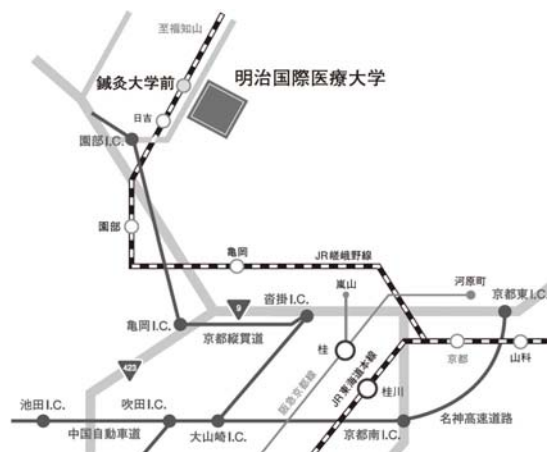 至福知山
鍼灸大学前
明治国際医療大学
日吉
園部I.C.
園部
亀岡
JR嵯峨野線
嵐山
河原町
京都東I.C.
9
沓掛I.C.
亀岡I.C.
京都縦貫道
桂
京都
山科
423
阪急京都線
JR東海道本線
桂川
池田I.C.
吹田I.C.
名神高速道路
中国自動車道
大山崎I.C.
京都南I.C.